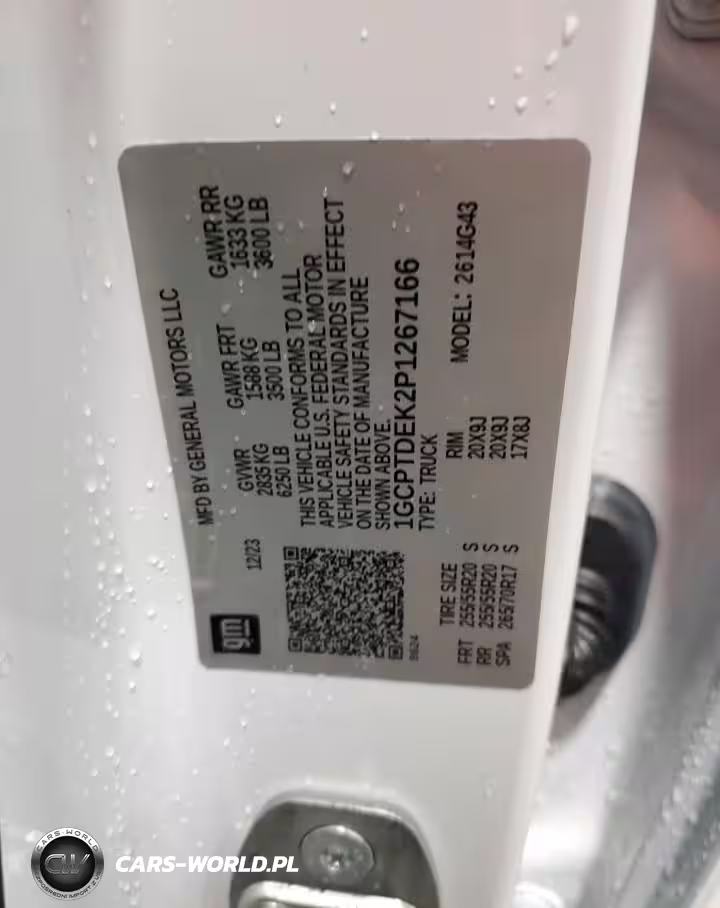 gm
12/23
MFD BY GENERAL MOTORS LLC
GVWR GAWR FRT GAWR RR
2835 KG 1588 KG 1633 KG
6250 LB 3500 LB 3600 LB
THIS VEHICLE CONFORMS TO ALL
APPLICABLE U.S. FEDERAL MOTOR
VEHICLE SAFETY STANDARDS IN EFFECT
ON THE DATE OF MANUFACTURE
SHOWN ABOVE.
1GCPTDEK2P1267166
TYPE: TRUCK MODEL: 2614G43
TIRE SIZE RIM
FRT 255/55R20 S 20X9J
RR 255/55R20 S 20X9J
SPA 265/70R17 S 17X8J
CARS-WORLD
CW
CARS-WORLD.PL